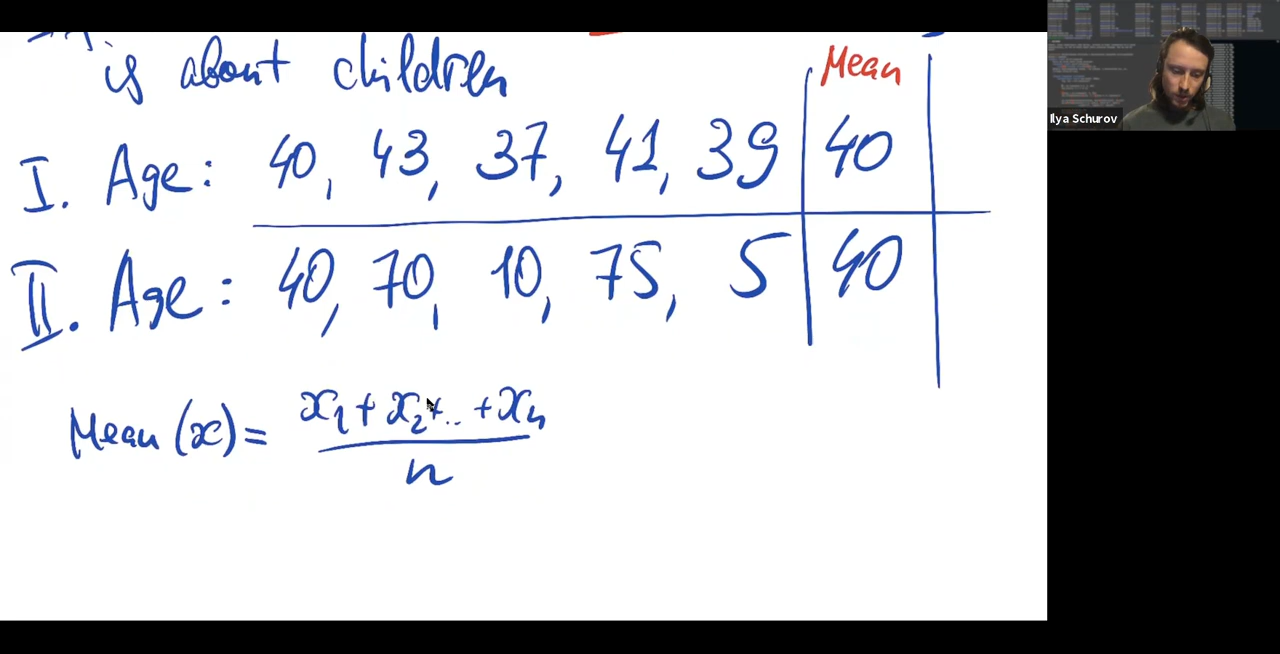 is about children
Mean
I. Age: 40, 43, 37, 41, 39 40
II. Age: 40, 70, 10, 75, 5 40
Mean (x) = x₁ + x₂ + .. + xₙ
n
Ilya Schurov